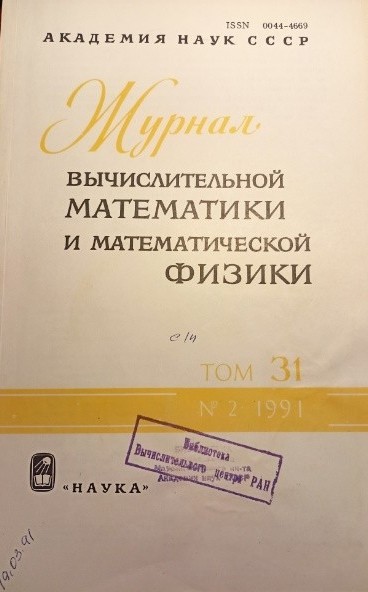 ISSN 0044-4669
АКАДЕМИЯ НАУК СССР
Журнал
ВЫЧИСЛИТЕЛЬНОЙ
МАТЕМАТИКИ
И МАТЕМАТИЧЕСКОЙ
ФИЗИКИ
ТОМ 31
№ 2 1991
Библиотека
Вычислительного центра РАН
«НАУКА»
19.03.91